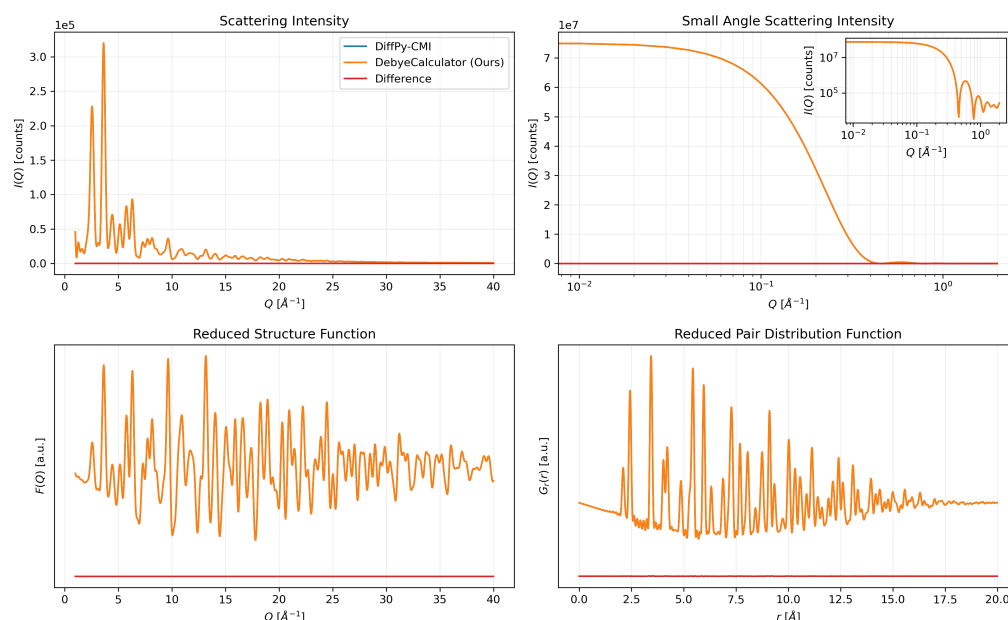 Scattering Intensity
I(Q) [counts]
3.0
2.5
2.0
1.5
1.0
0.5
0.0
1e5
DiffPy-CMI
DebyeCalculator (Ours)
Difference
0 5 10 15 20 25 30 35 40
Q [Å⁻¹]
Small Angle Scattering Intensity
I(Q) [counts]
1e7
7
6
5
4
3
2
1
0
10⁻² 10⁻¹ 10⁰
Q [Å⁻¹]
I(Q) [counts]
10⁷
10⁵
10⁻² 10⁻¹ 10⁰
Q [Å⁻¹]
Reduced Structure Function
F(Q) [a.u.]
0 5 10 15 20 25 30 35 40
Q [Å⁻¹]
Reduced Pair Distribution Function
Gᵣ(r) [a.u.]
0.0 2.5 5.0 7.5 10.0 12.5 15.0 17.5 20.0
r [Å]